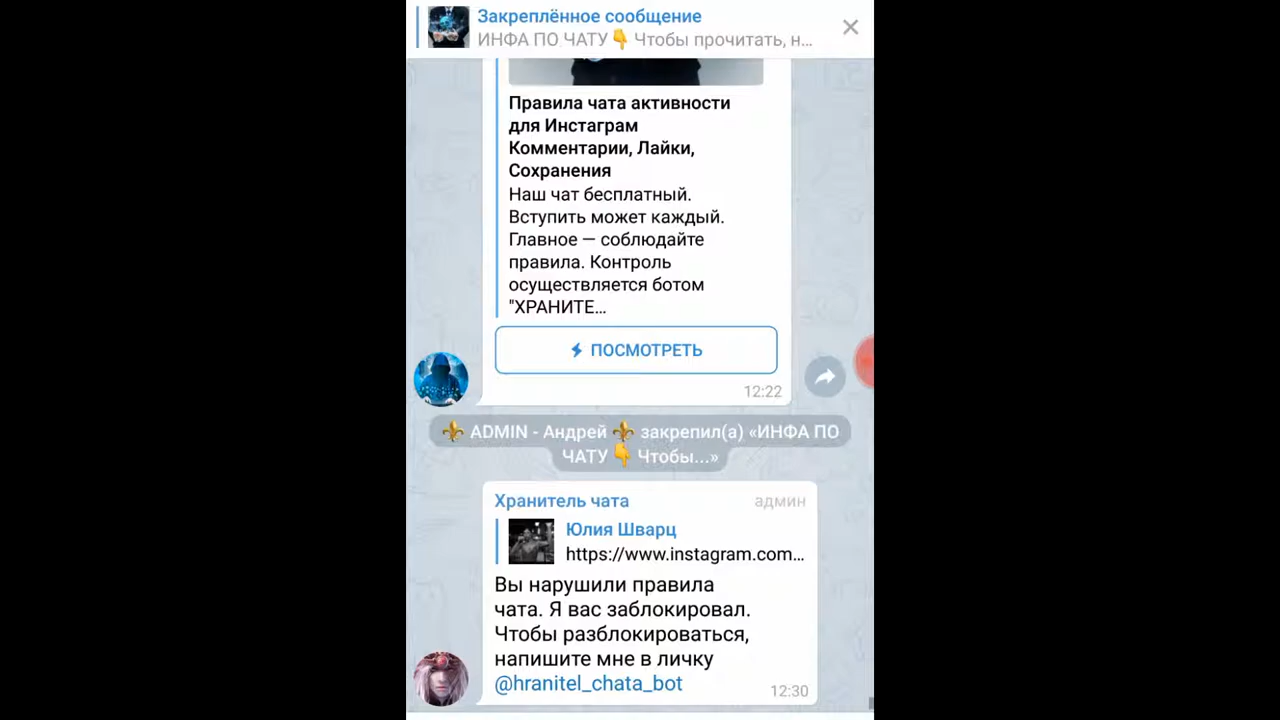 Закреплённое сообщение
ИНФА ПО ЧАТУ👇 Чтобы прочитать, н...
Правила чата активности
для Инстаграм
Комментарии, Лайки,
Сохранения
Наш чат бесплатный.
Вступить может каждый.
Главное — соблюдайте
правила. Контроль
осуществляется ботом
"ХРАНИТЕ...
ПОСМОТРЕТЬ
12:22
⚜️ ADMIN - Андрей ⚜️ закрепил(а) «ИНФА ПО
ЧАТУ👇 Чтобы...»
Хранитель чата админ
Юлия Шварц
https://www.instagram.com...
Вы нарушили правила
чата. Я вас заблокировал.
Чтобы разблокироваться,
напишите мне в личку
@hranitel_chata_bot
12:30